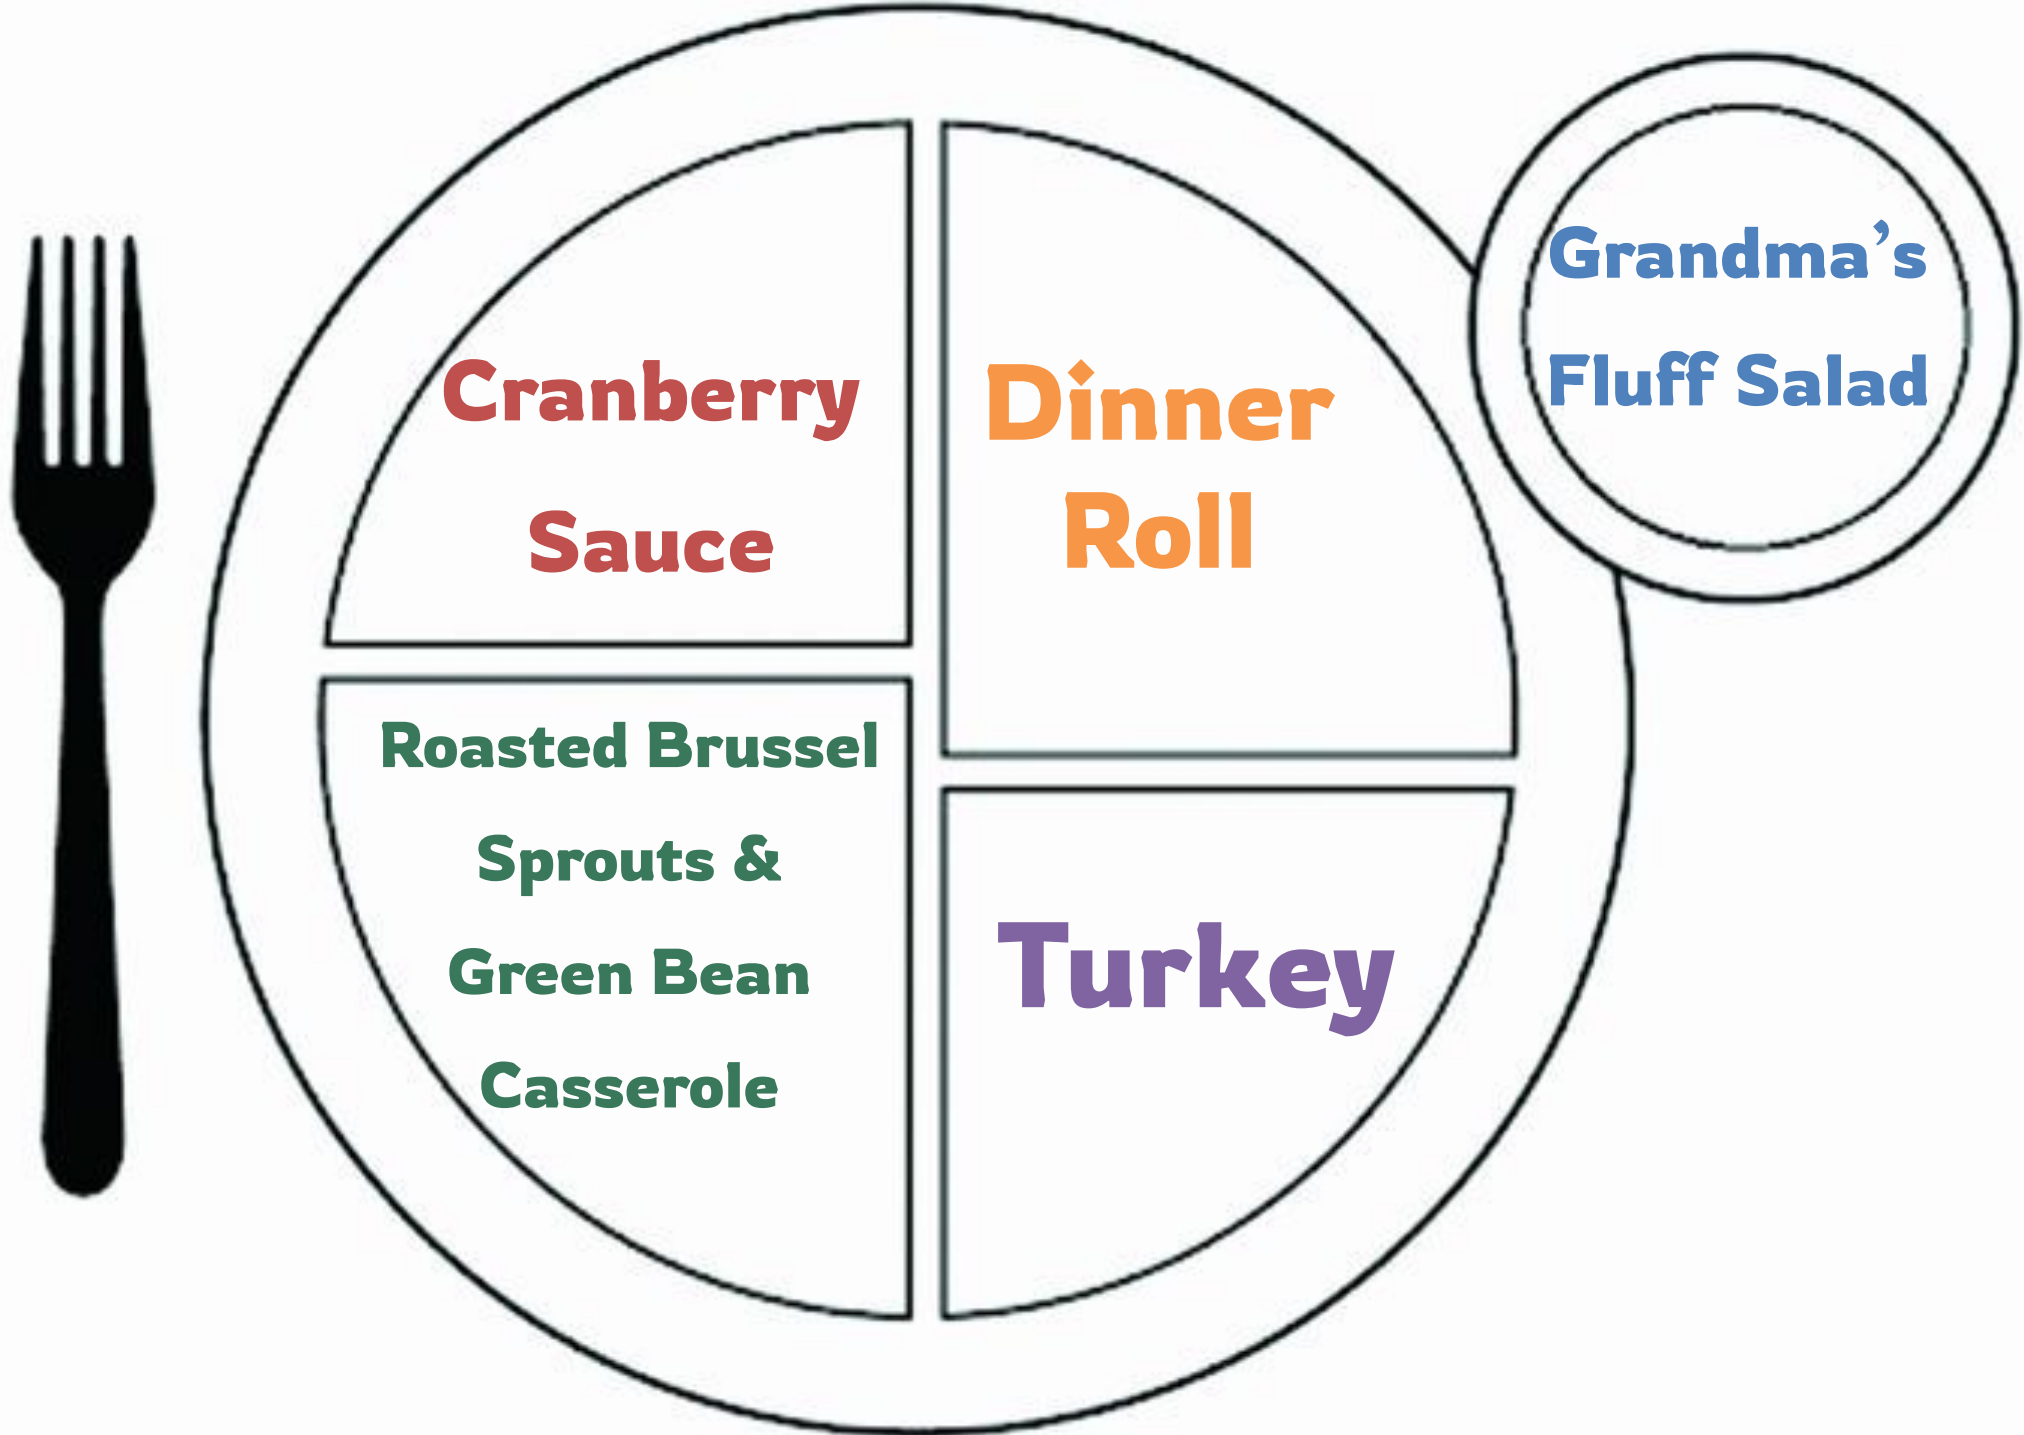 Cranberry
Sauce
Dinner
Roll
Grandma’s
Fluff Salad
Roasted Brussel
Sprouts &
Green Bean
Casserole
Turkey